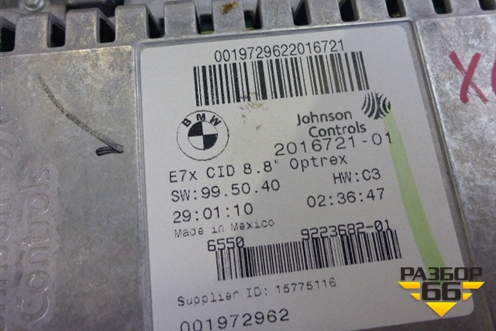 0019729622016721
BMW
Johnson
Controls
2016721-01
E7x CID 8.8" Optrex
SW:99.50.40 HW:C3
29:01:10 02:36:47
Made in Mexico
6550 9223682-01
Supplier ID: 15775116
001972962
Controls
РАЗБОР
66